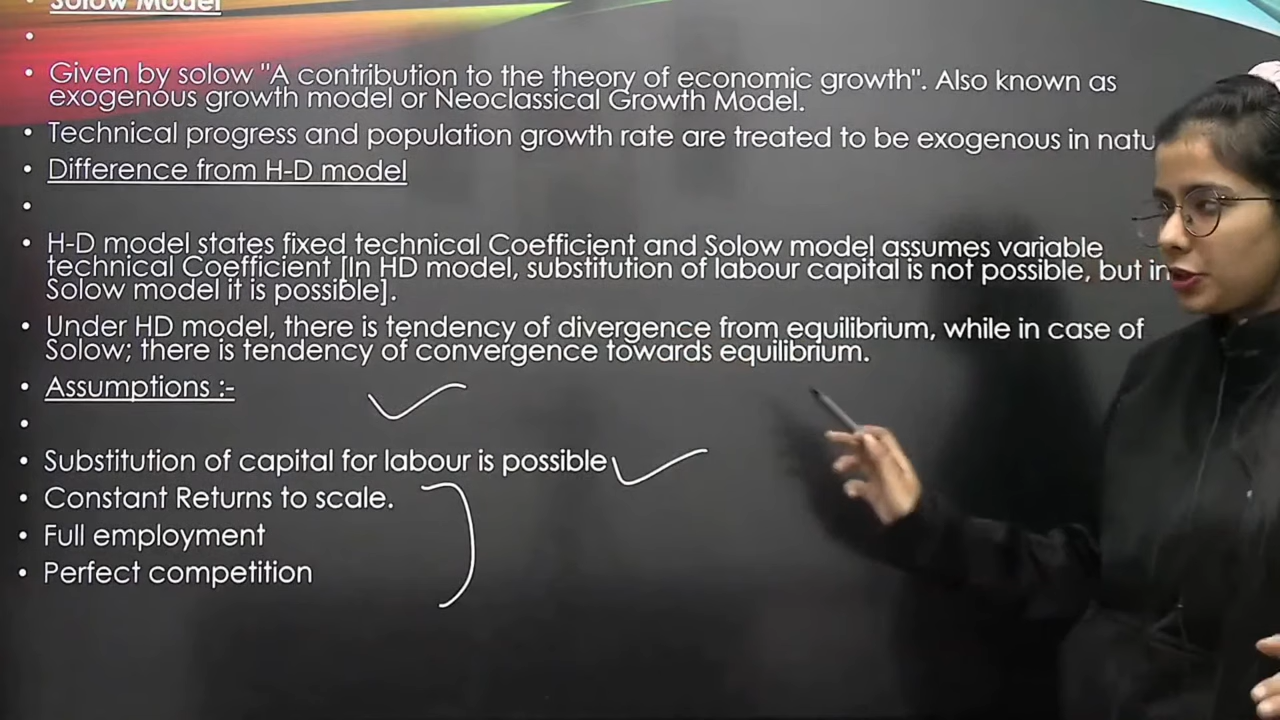 Solow Model
Given by solow "A contribution to the theory of economic growth". Also known as
exogenous growth model or Neoclassical Growth Model.
Technical progress and population growth rate are treated to be exogenous in natu
Difference from H-D model
H-D model states fixed technical Coefficient and Solow model assumes variable
technical Coefficient.[In HD model, substitution of labour capital is not possible, but in
Solow model it is possible].
Under HD model, there is tendency of divergence from equilibrium, while in case of
Solow; there is tendency of convergence towards equilibrium.
Assumptions :-
Substitution of capital for labour is possible
Constant Returns to scale.
Full employment
Perfect competition